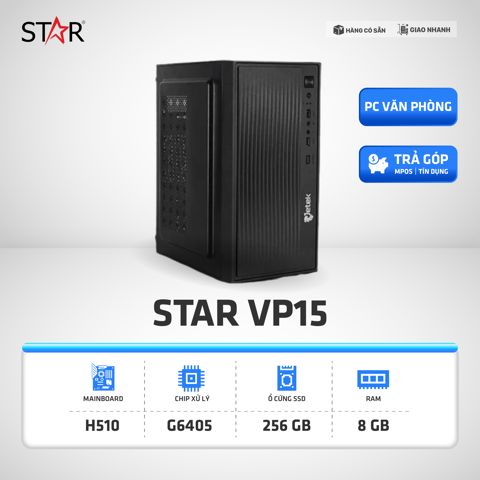 STAR®
HÀNG CÓ SẴN
GIAO NHANH
PC VĂN PHÒNG
TRẢ GÓP
MPOS | TÍN DỤNG
Jetek
STAR VP15
MAINBOARD
H510
CHIP XỬ LÝ
G6405
Ổ CỨNG SSD
256 GB
RAM
8 GB